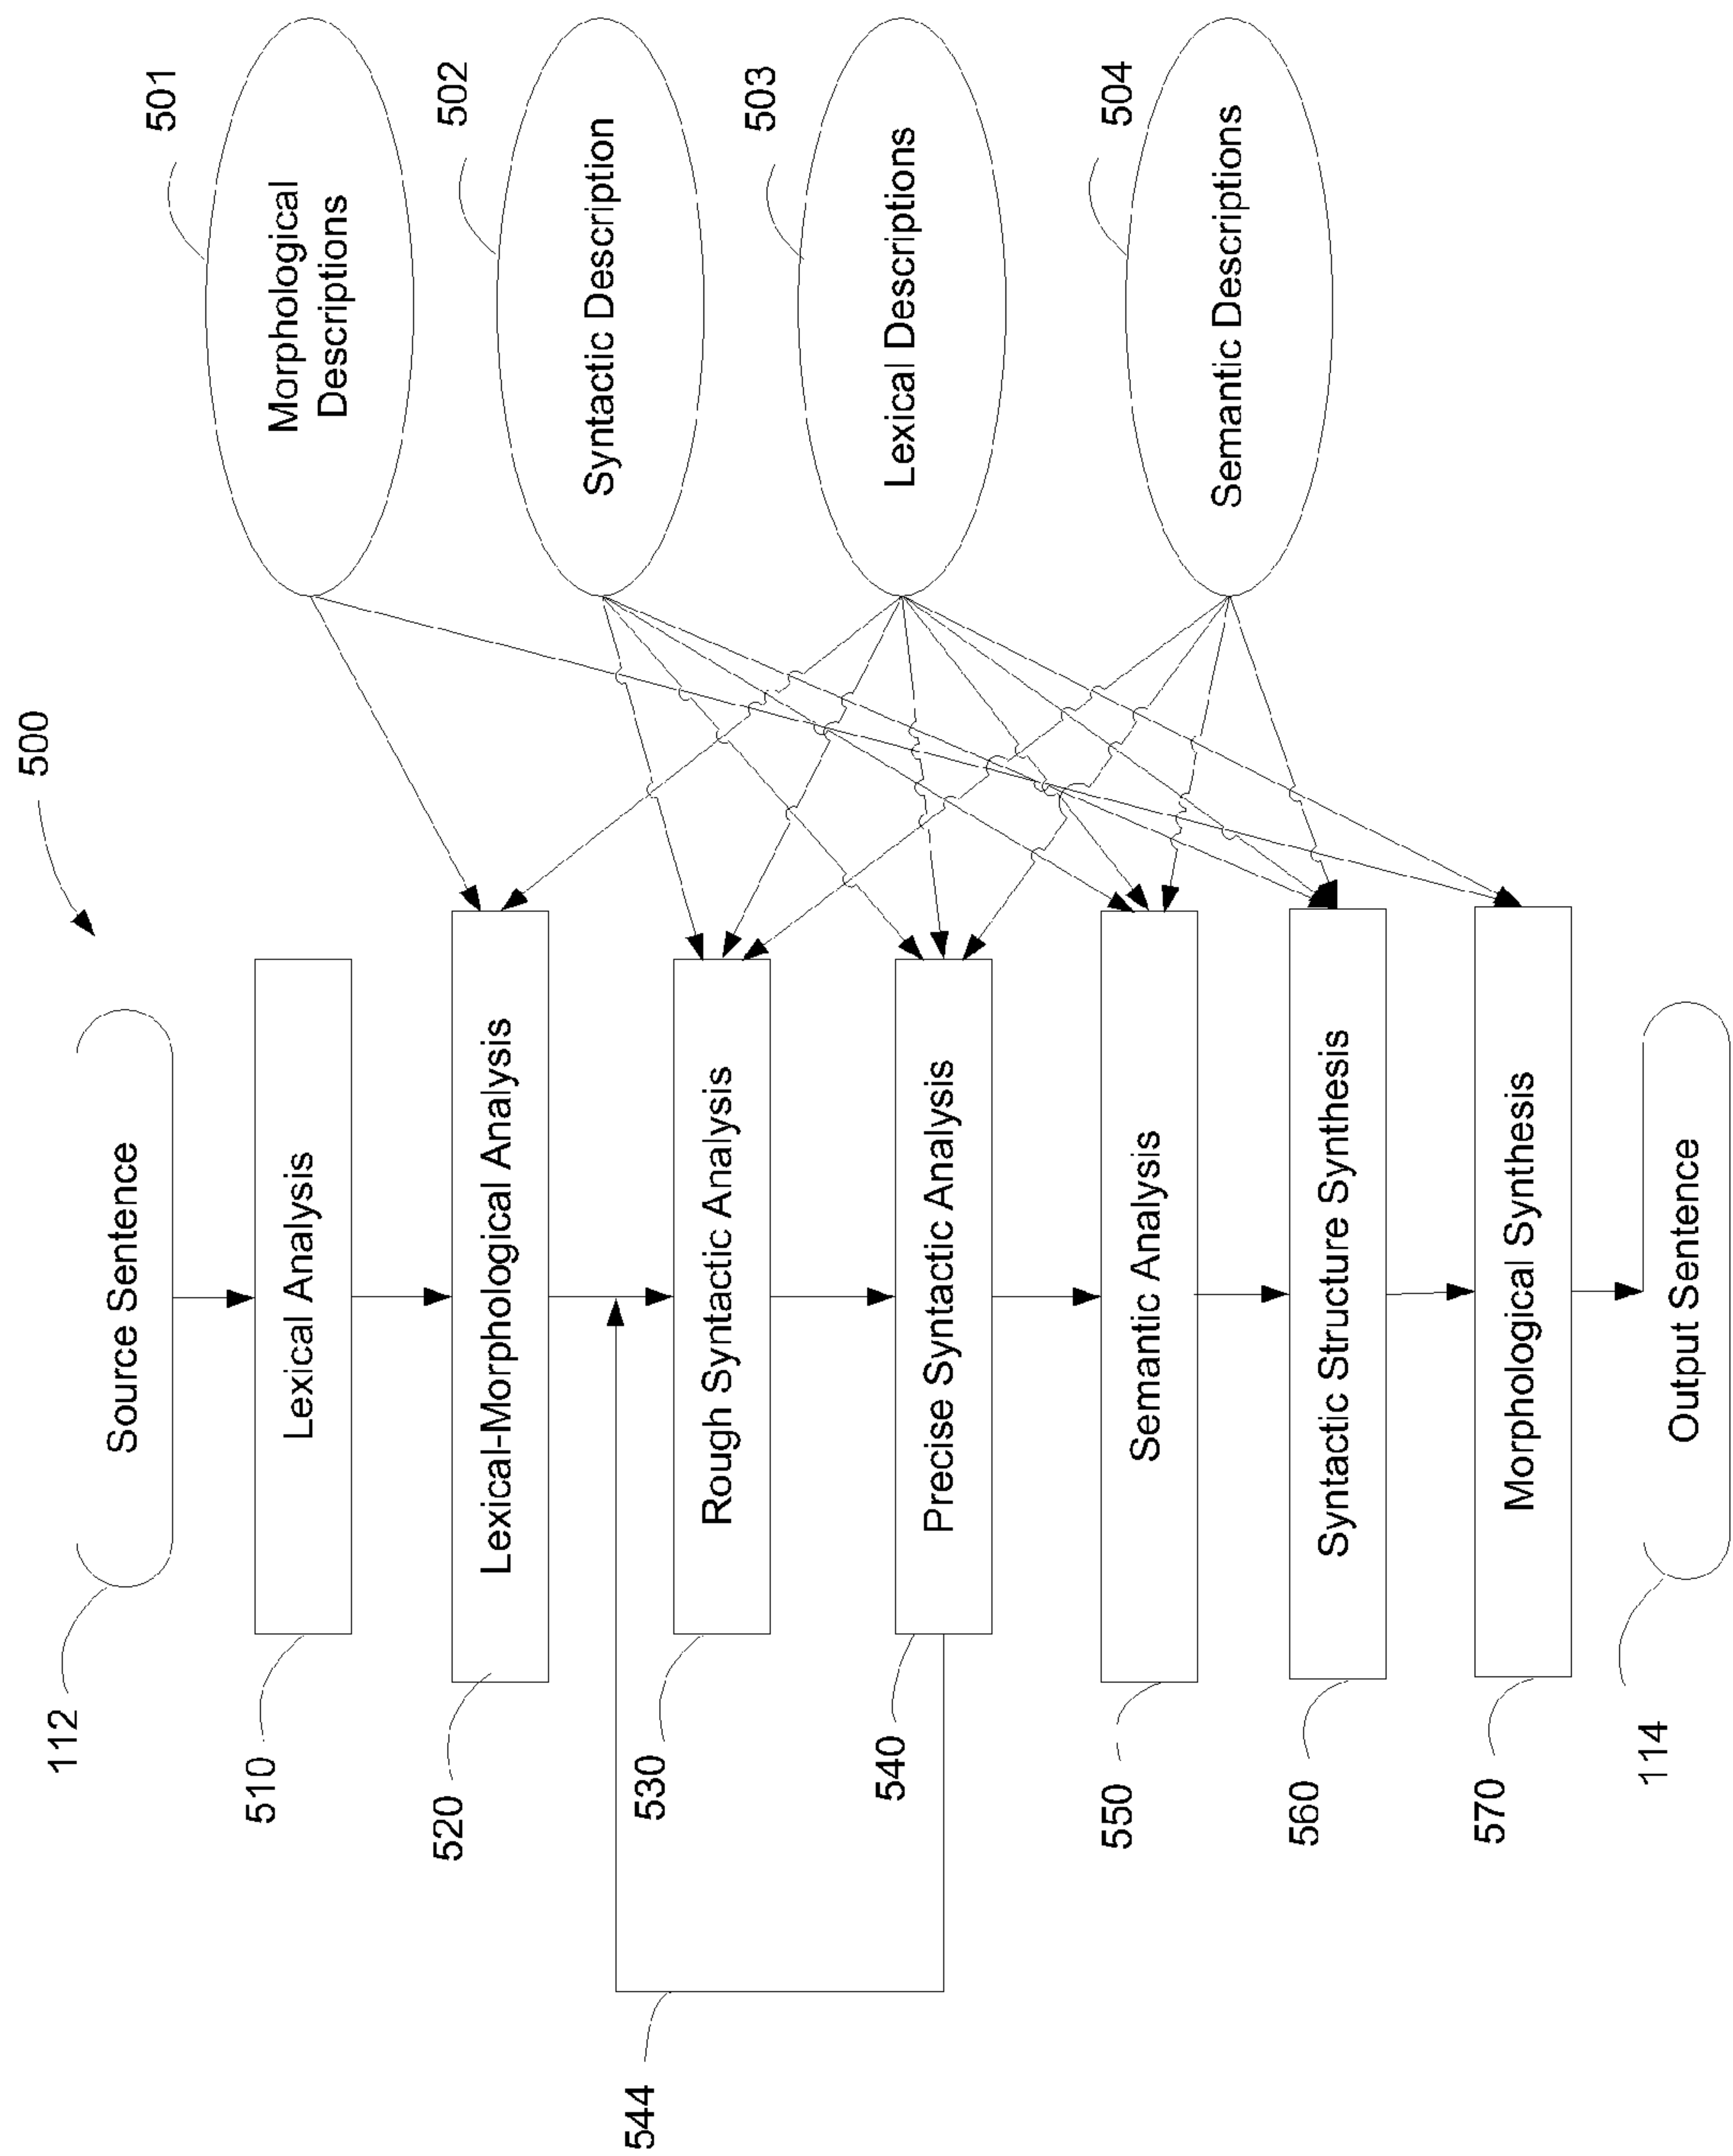 500
112
Source Sentence
510
Lexical Analysis
501
Morphological
Descriptions
520
Lexical-Morphological Analysis
544
530
Rough Syntactic Analysis
502
Syntactic Description
540
Precise Syntactic Analysis
503
Lexical Descriptions
550
Semantic Analysis
504
Semantic Descriptions
560
Syntactic Structure Synthesis
570
Morphological Synthesis
114
Output Sentence